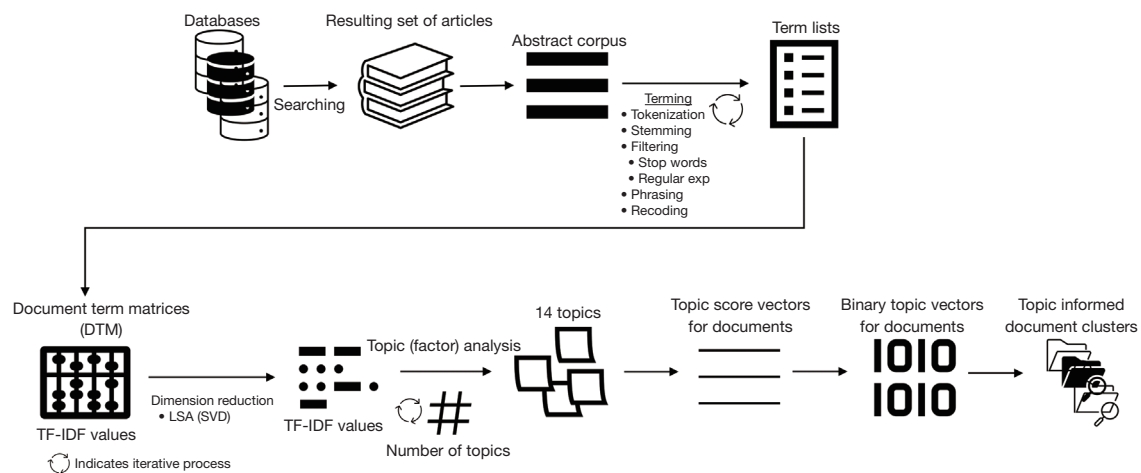 Databases
Searching
Resulting set of articles
Abstract corpus
Terming
• Tokenization
• Stemming
• Filtering
• Stop words
• Regular exp
• Phrasing
• Recoding
Term lists
Document term matrices
(DTM)
TF-IDF values
Dimension reduction
• LSA (SVD)
TF-IDF values
Topic (factor) analysis
Number of topics
14 topics
Topic score vectors
for documents
Binary topic vectors
for documents
1010
1010
Topic informed
document clusters
Indicates iterative process